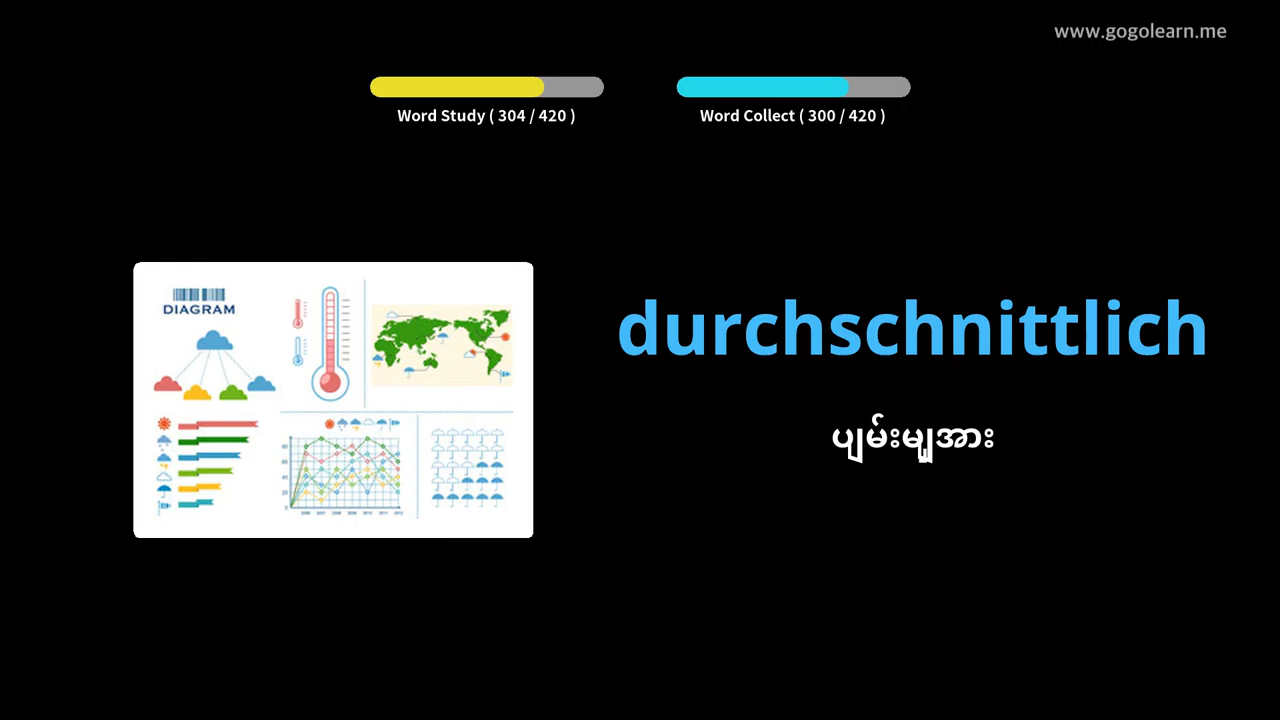 www.gogolearn.me
Word Study ( 304 / 420 )
Word Collect ( 300 / 420 )
DIAGRAM
durchschnittlich
ပျမ်းမျှအား